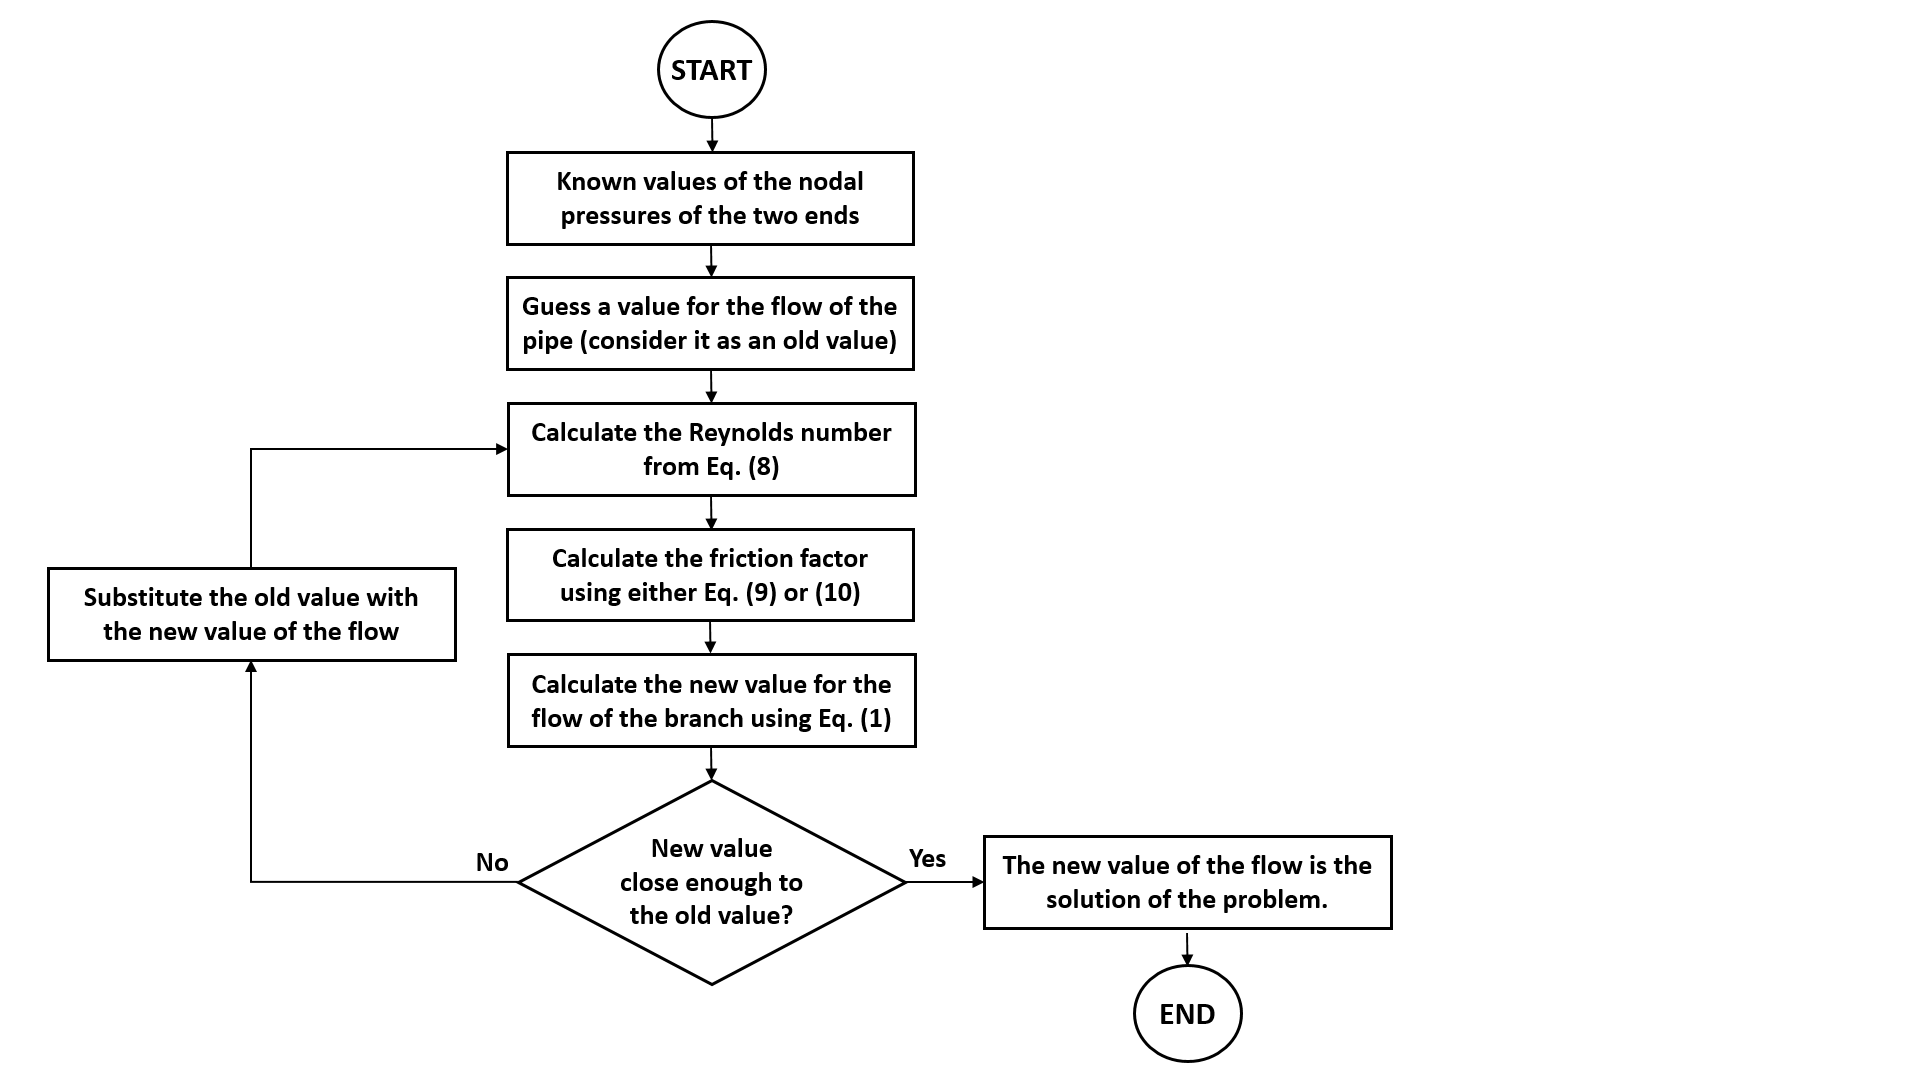 START
Known values of the nodal
pressures of the two ends
Guess a value for the flow of the
pipe (consider it as an old value)
Calculate the Reynolds number
from Eq. (8)
Calculate the friction factor
using either Eq. (9) or (10)
Substitute the old value with
the new value of the flow
Calculate the new value for the
flow of the branch using Eq. (1)
New value
close enough to
the old value?
No
Yes
The new value of the flow is the
solution of the problem.
END